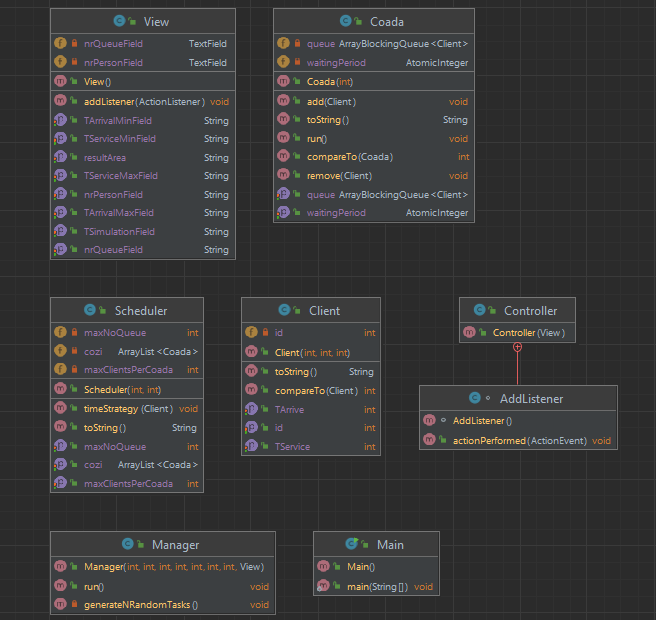 View
nrQueueField TextField
nrPersonField TextField
View()
addListener(ActionListener) void
TArrivalMinField String
TServiceMinField String
resultArea String
TServiceMaxField String
nrPersonField String
TArrivalMaxField String
TSimulationField String
nrQueueField String
Coada
queue ArrayBlockingQueue<Client>
waitingPeriod AtomicInteger
Coada(int)
add(Client) void
toString() String
run() void
compareTo(Coada) int
remove(Client) void
queue ArrayBlockingQueue<Client>
waitingPeriod AtomicInteger
Scheduler
maxNoQueue int
cozi ArrayList<Coada>
maxClientsPerCoada int
Scheduler(int, int)
timeStrategy(Client) void
toString() String
maxNoQueue int
cozi ArrayList<Coada>
maxClientsPerCoada int
Client
id int
Client(int, int, int)
toString() String
compareTo(Client) int
TArrive int
id int
TService int
Controller
Controller(View)
AddListener
AddListener()
actionPerformed(ActionEvent) void
Manager
Manager(int, int, int, int, int, int, int, View)
run() void
generateNRandomTasks() void
Main
Main()
main(String[]) void